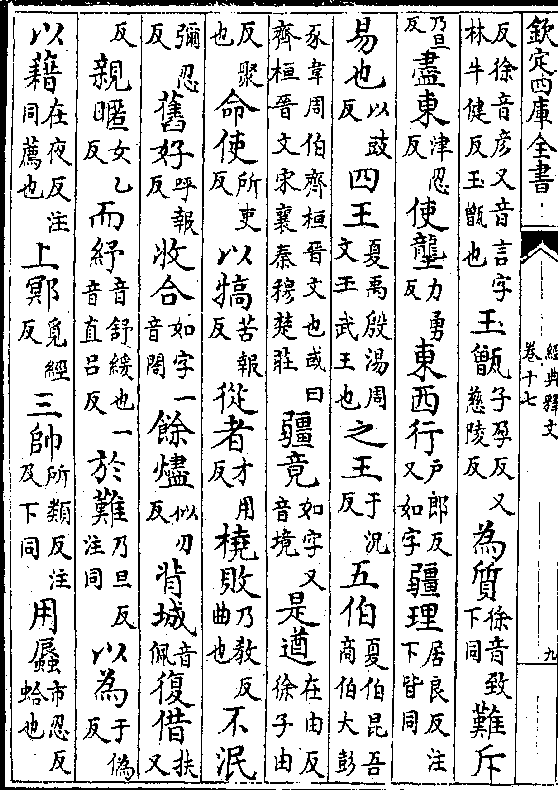 欽定四庫全書 經典釋文卷十七 九
反徐音彦又音言字林牛健反玉甑也玉甑子孕反又慈陵反為質徐音致下同難斥
乃旦反盡東津忍反使壟力勇反東西行户郎反又如字疆理居良反注下皆同
易也以豉反四王夏禹殷湯周文王武王也之王于況反五伯夏伯昆吾商伯大彭
豕韋周伯齊桓晉文也或曰齊桓晉文宋襄秦穆楚莊疆竟如字又音境是遒在由反徐子由
反聚也命使所吏反以犒苦報反從者才用反橈敗乃教反曲也不泯
彌忍反舊好呼報反收合如字一音閤餘燼似刃反背城音佩復借扶又
反親暱女乙反而紓音舒緩也一音直吕反於難乃旦反注同以為于偽反
以藉在夜反注同薦也上鄍覓經反三帥所類反注及下同用蜃市忍反蛤也